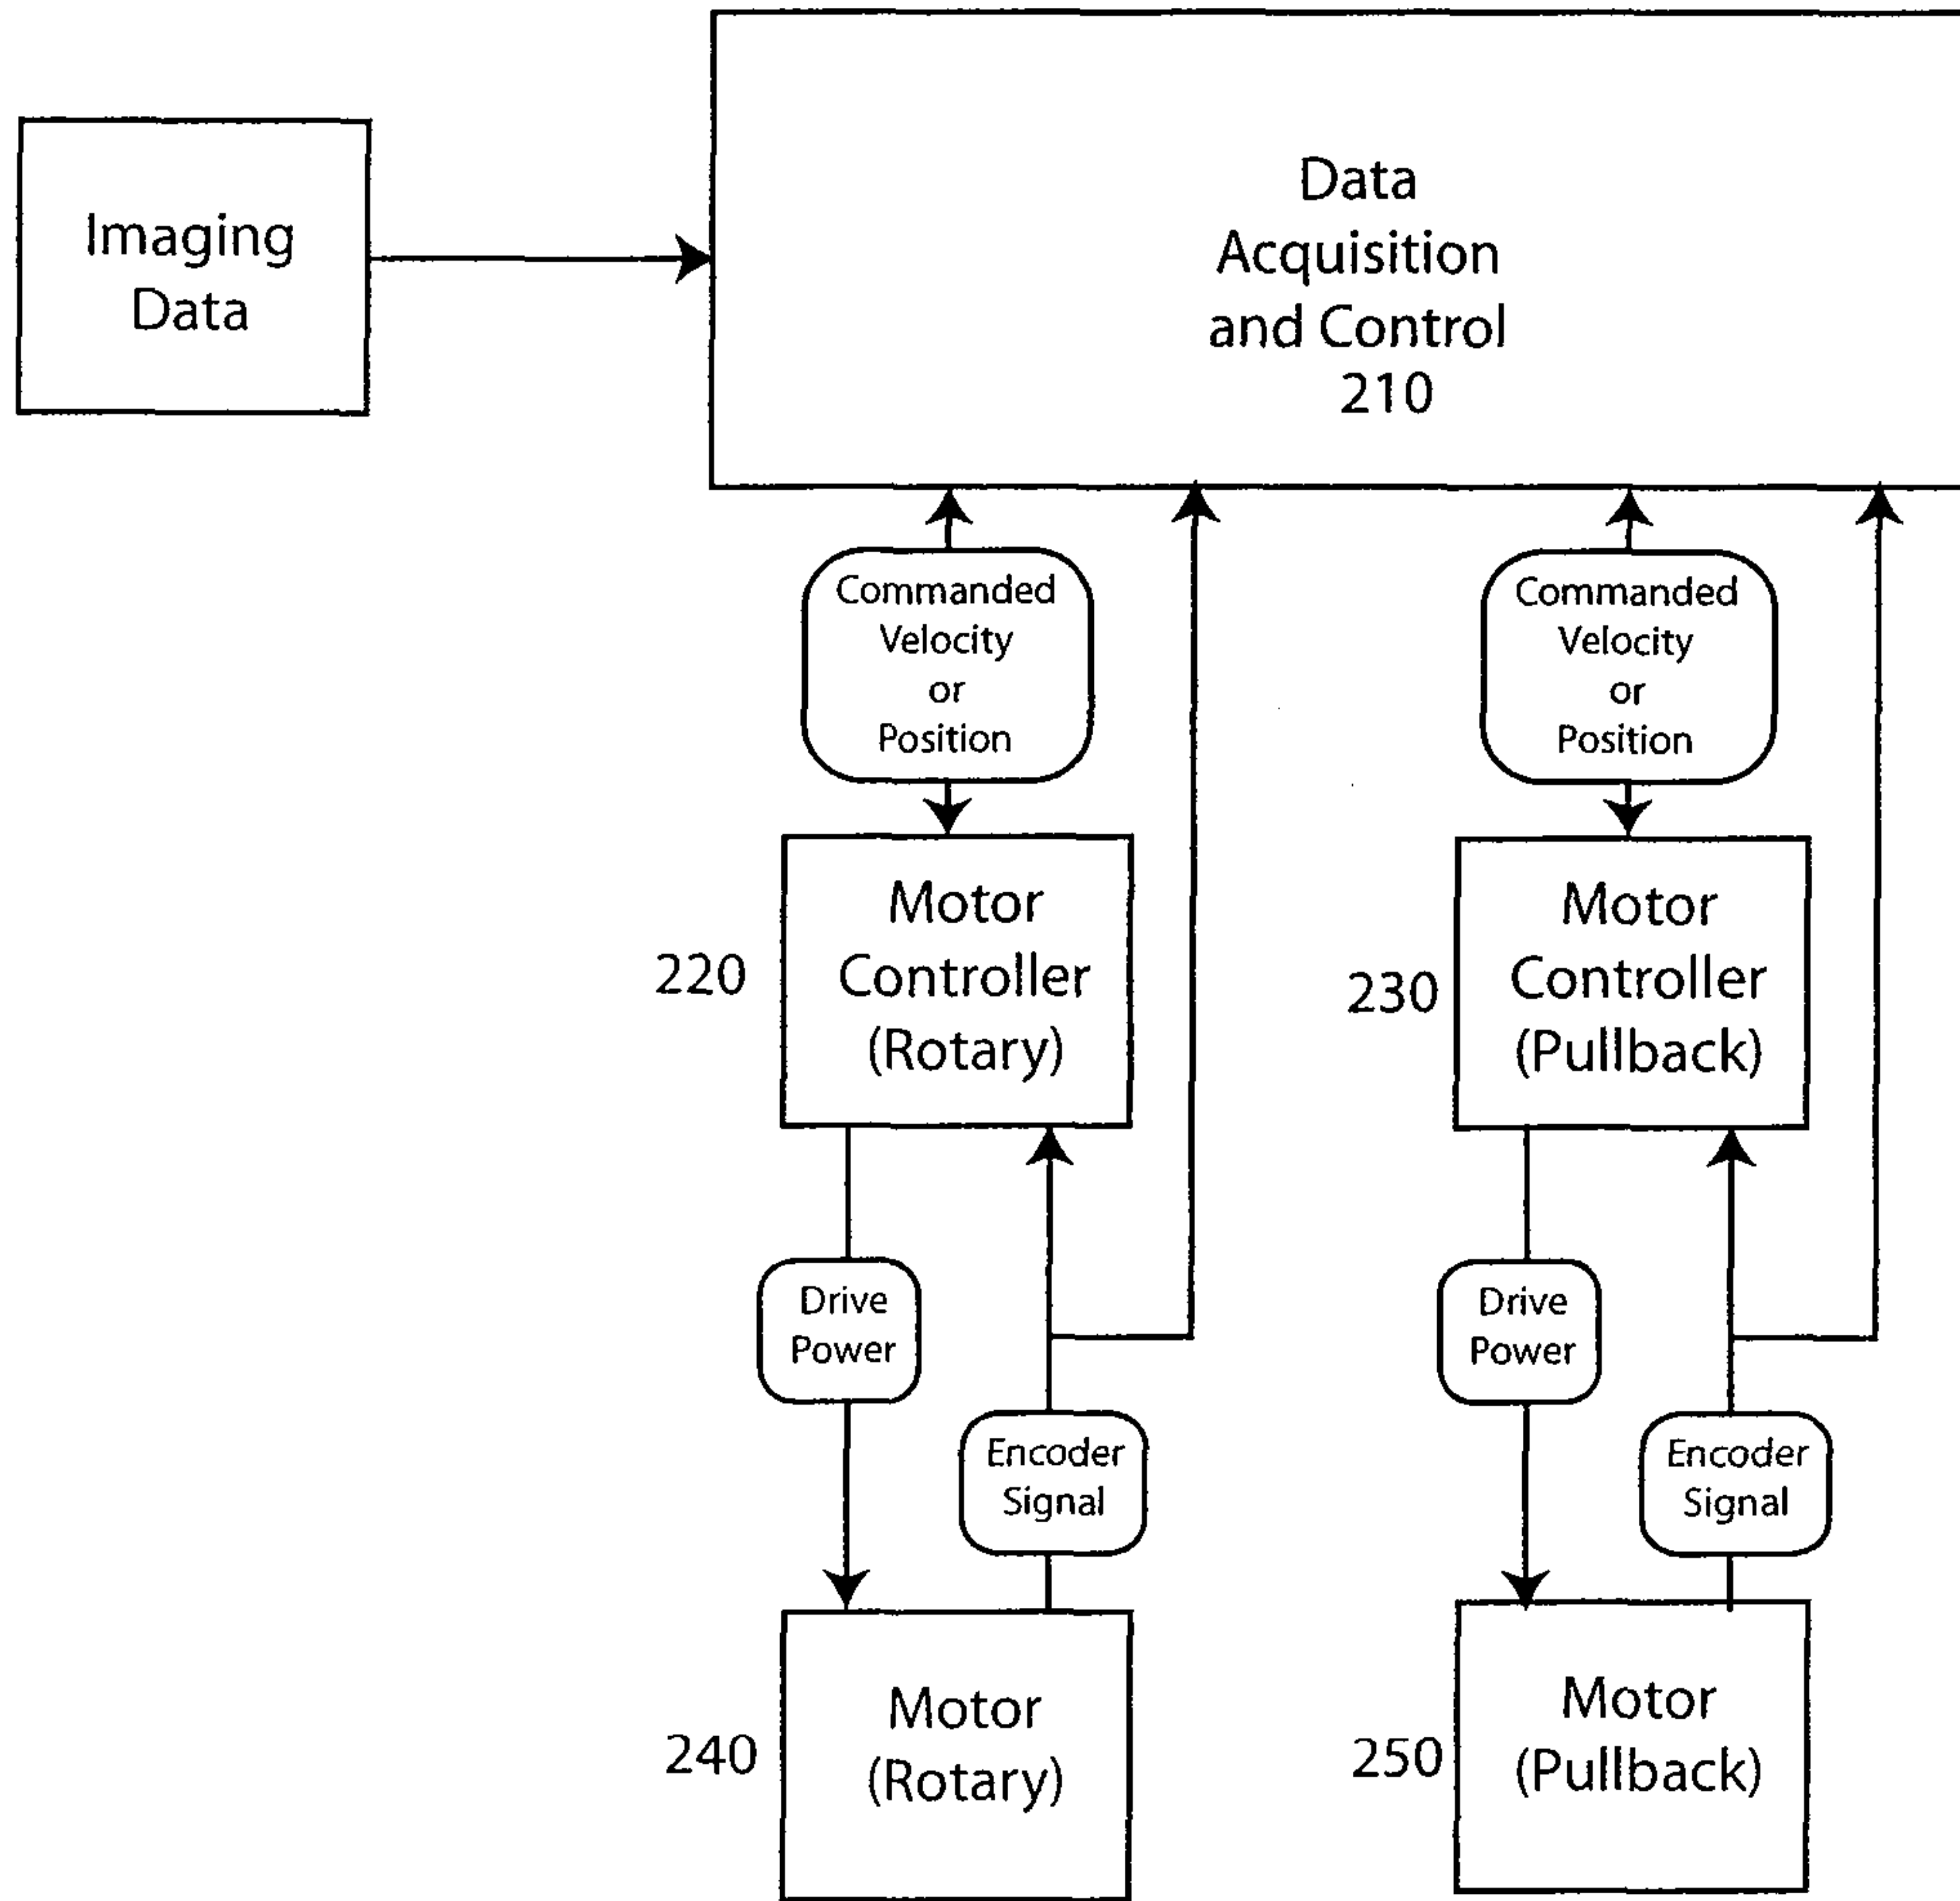 Imaging
Data
Data
Acquisition
and Control
210
Commanded
Velocity
or
Position
Commanded
Velocity
or
Position
220
Motor
Controller
(Rotary)
230
Motor
Controller
(Pullback)
Drive
Power
Encoder
Signal
Drive
Power
Encoder
Signal
240
Motor
(Rotary)
250
Motor
(Pullback)